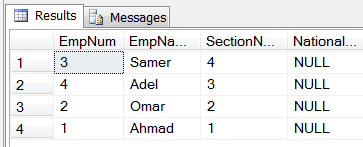 Results Messages
EmpNum EmpNa... SectionN... National...
1 3 Samer 4 NULL
2 4 Adel 3 NULL
3 2 Omar 2 NULL
4 1 Ahmad 1 NULL